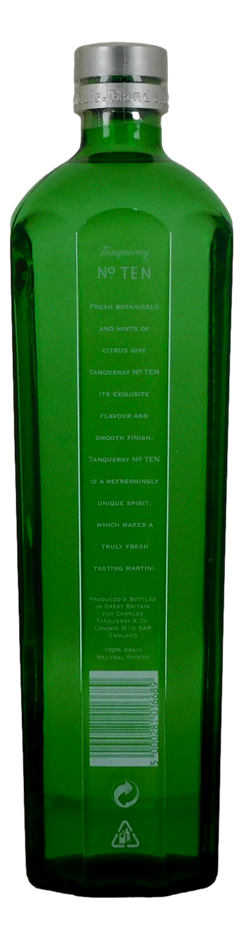 Tanqueray
Nº TEN
FRESH BOTANICALS
AND HINTS OF
CITRUS GIVE
TANQUERAY Nº TEN
ITS EXQUISITE
FLAVOUR AND
SMOOTH FINISH.
TANQUERAY Nº TEN
IS A REFRESHINGLY
UNIQUE SPIRIT,
WHICH MAKES A
TRULY FRESH
TASTING MARTINI.
PRODUCED & BOTTLED
IN GREAT BRITAIN
FOR CHARLES
TANQUERAY & CO.
LONDON W1U 5AR
ENGLAND
100% GRAIN
NEUTRAL SPIRITS